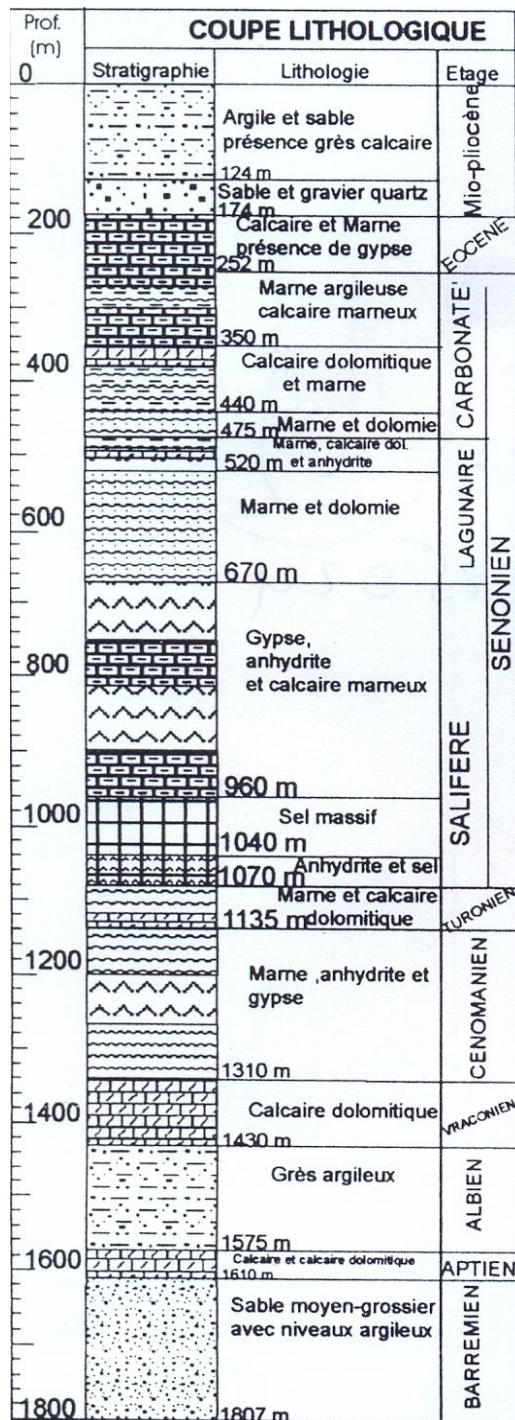 Prof.
(m)
COUPE LITHOLOGIQUE
0
Stratigraphie
Lithologie
Etage
Argile et sable
présence grès calcaire
124 m
Mio-pliocène
Sable et gravier quartz
174 m
200
Calcaire et Marne
présence de gypse
252 m
EOCENE
Marne argileuse
calcaire marneux
350 m
CARBONATE'
400
Calcaire dolomitique
et marne
440 m
Marne et dolomie
475 m
Marne, calcaire dol.
et anhydrite
520 m
LAGUNAIRE
600
Marne et dolomie
670 m
SENONIEN
800
Gypse,
anhydrite
et calcaire marneux
960 m
SALIFERE
1000
Sel massif
1040 m
Anhydrite et sel
1070 m
Marne et calcaire
dolomitique
1135 m
TURONIEN
1200
Marne ,anhydrite et
gypse
1310 m
CENOMANIEN
1400
Calcaire dolomitique
1430 m
VRACONIEN
Grès argileux
1575 m
ALBIEN
1600
Calcaire et calcaire dolomitique
1610 m
APTIEN
Sable moyen-grossier
avec niveaux argileux
BARREMIEN
1800
1807 m